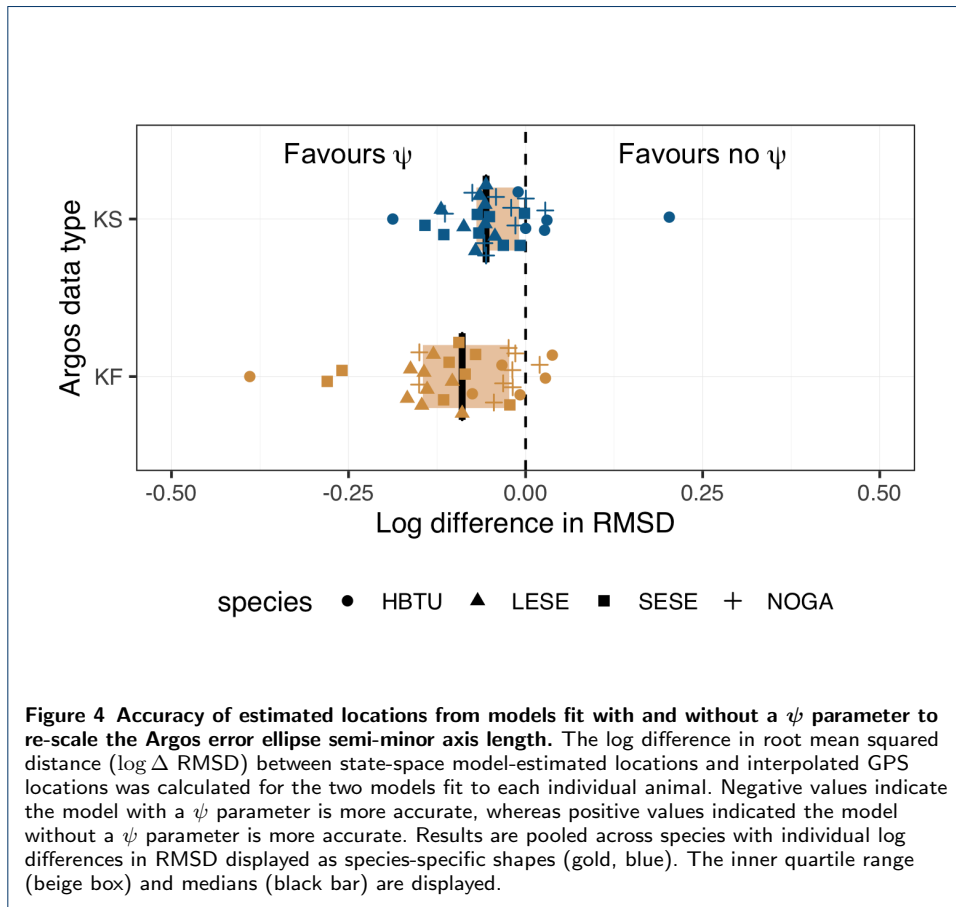 Favours ψ Favours no ψ
KS
KF
Argos data type
-0.50 -0.25 0.00 0.25 0.50
Log difference in RMSD
species HBTU LESE SESE NOGA
Figure 4 Accuracy of estimated locations from models fit with and without a ψ parameter to
re-scale the Argos error ellipse semi-minor axis length. The log difference in root mean squared
distance (log Δ RMSD) between state-space model-estimated locations and interpolated GPS
locations was calculated for the two models fit to each individual animal. Negative values indicate
the model with a ψ parameter is more accurate, whereas positive values indicated the model
without a ψ parameter is more accurate. Results are pooled across species with individual log
differences in RMSD displayed as species-specific shapes (gold, blue). The inner quartile range
(beige box) and medians (black bar) are displayed.